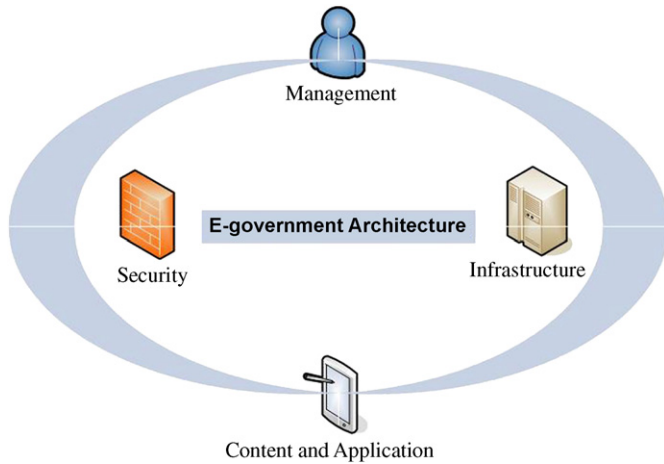 Management
E-government Architecture
Security
Infrastructure
Content and Application